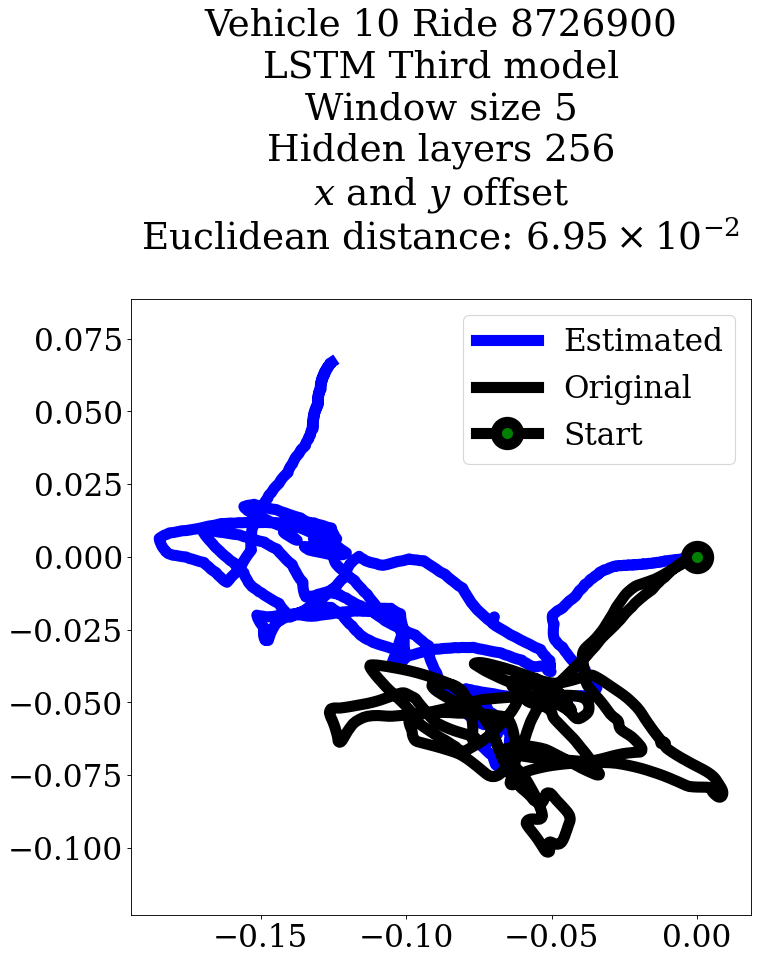 Vehicle 10 Ride 8726900
LSTM Third model
Window size 5
Hidden layers 256
x and y offset
Euclidean distance: 6.95 × 10⁻²
Estimated
Original
Start
0.075
0.050
0.025
0.000
−0.025
−0.050
−0.075
−0.100
−0.15 −0.10 −0.05 0.00